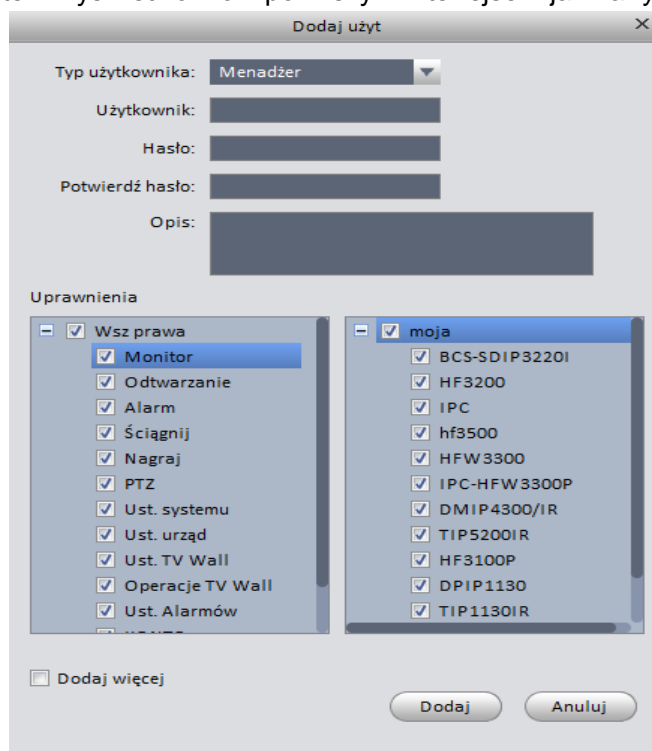 Dodaj użyt
Typ użytkownika: Menadżer
Użytkownik:
Hasło:
Potwierdź hasło:
Opis:
Uprawnienia
Wsz prawa
Monitor
Odtwarzanie
Alarm
Ściągnij
Nagraj
PTZ
Ust. systemu
Ust. urząd
Ust. TV Wall
Operacje TV Wall
Ust. Alarmów
moja
BCS-SDIP3220I
HF3200
IPC
hf3500
HFW3300
IPC-HFW3300P
DMIP4300/IR
TIP5200IR
HF3100P
DPIP1130
TIP1130IR
Dodaj więcej
Dodaj Anuluj